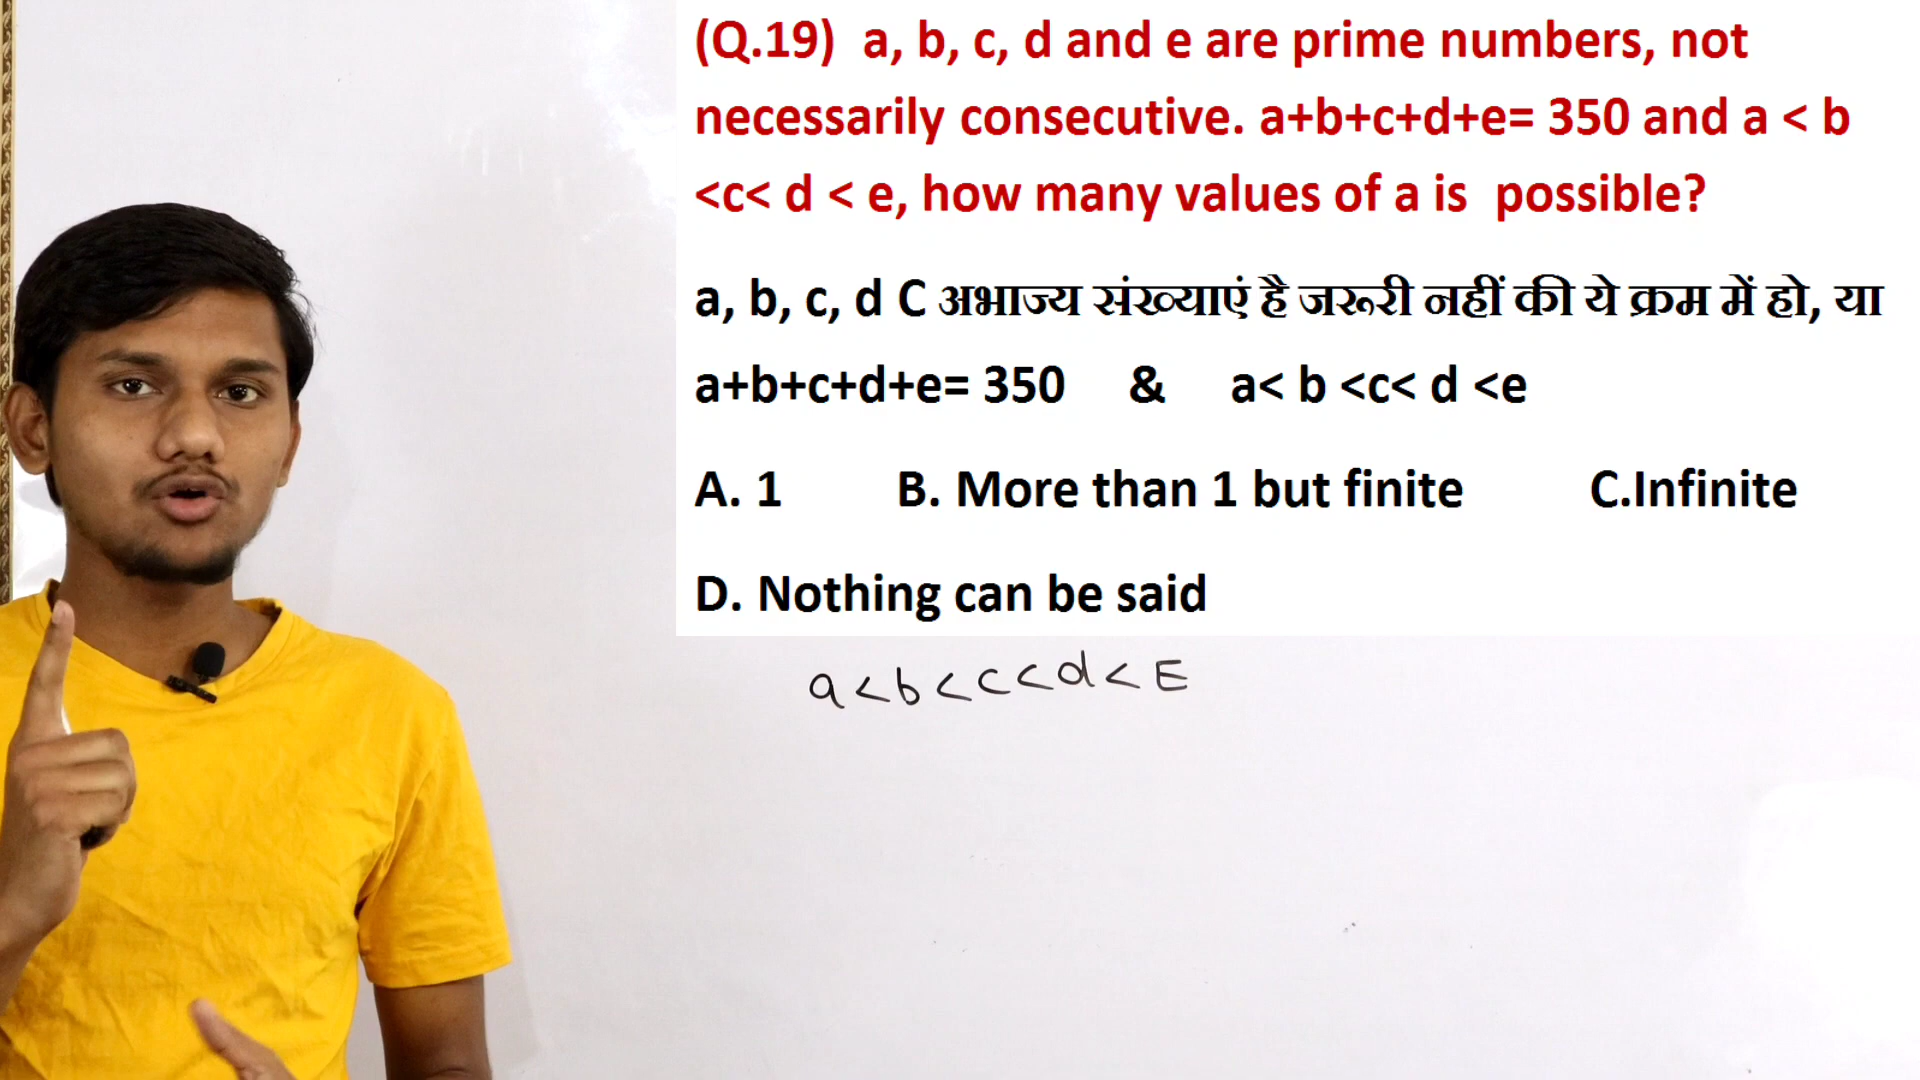 (Q.19) a, b, c, d and e are prime numbers, not
necessarily consecutive. a+b+c+d+e= 350 and a < b
<c< d < e, how many values of a is possible?
a, b, c, d C अभाज्य संख्याएं है जरूरी नहीं की ये क्रम में हो, या
a+b+c+d+e= 350 & a< b <c< d <e
A. 1 B. More than 1 but finite C.Infinite
D. Nothing can be said
a < b < c < d < E